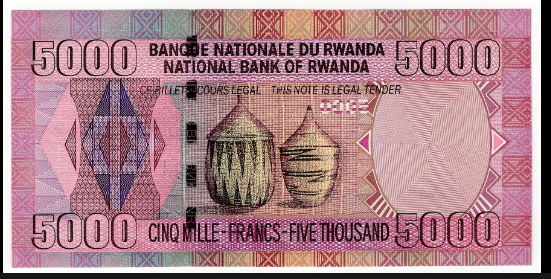 5000 BANQUE NATIONALE DU RWANDA 5000
NATIONAL BANK OF RWANDA
CE BILLET A COURS LEGAL THIS NOTE IS LEGAL TENDER
5000 CINQ MILLE - FRANCS - FIVE THOUSAND 5000